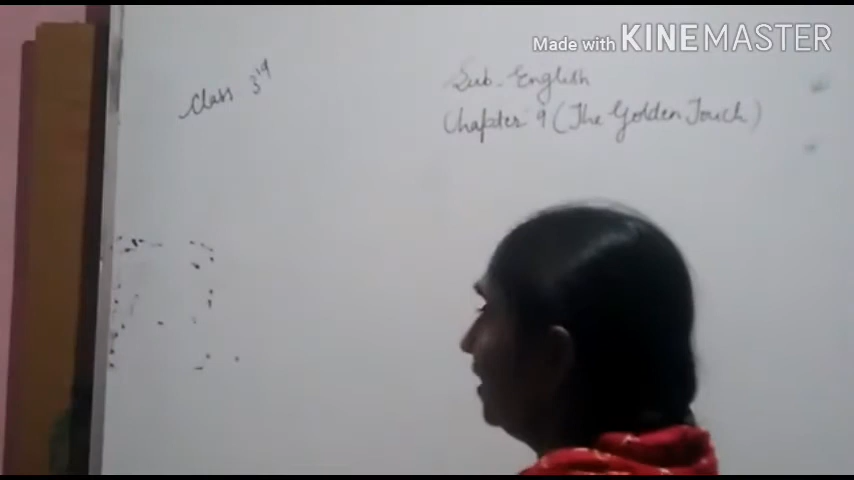 Made with KINEMASTER
Class 3rd
Sub - English
Chapter 9 (The Golden Touch)